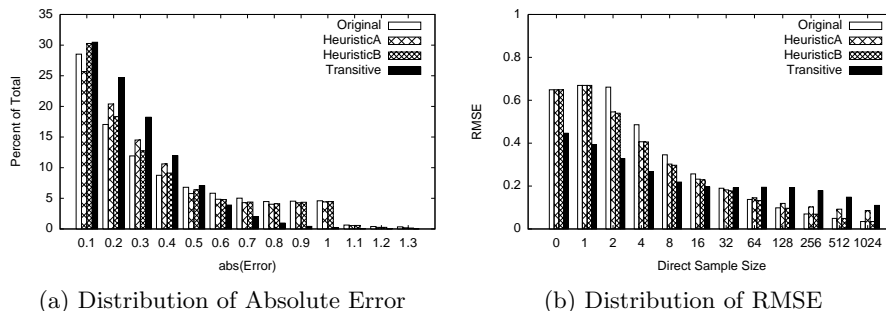 Original
HeuristicA
HeuristicB
Transitive
35
30
25
20
15
10
5
0
Percent of Total
0.1 0.2 0.3 0.4 0.5 0.6 0.7 0.8 0.9 1 1.1 1.2 1.3
abs(Error)
(a) Distribution of Absolute Error
Original
HeuristicA
HeuristicB
Transitive
1
0.8
0.6
0.4
0.2
0
RMSE
0 1 2 4 8 16 32 64 128 256 512 1024
Direct Sample Size
(b) Distribution of RMSE